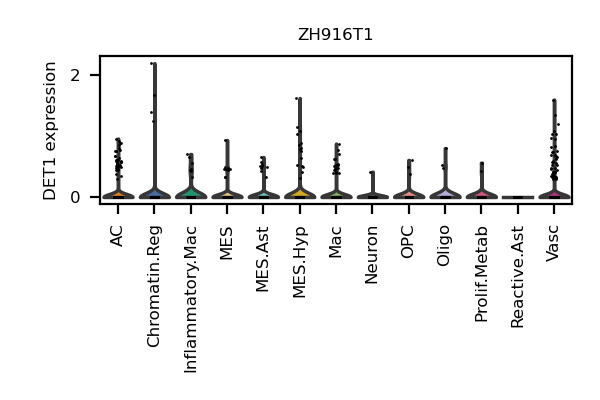 ZH916T1
DET1 expression
2
0
AC
Chromatin.Reg
Inflammatory.Mac
MES
MES.Ast
MES.Hyp
Mac
Neuron
OPC
Oligo
Prolif.Metab
Reactive.Ast
Vasc